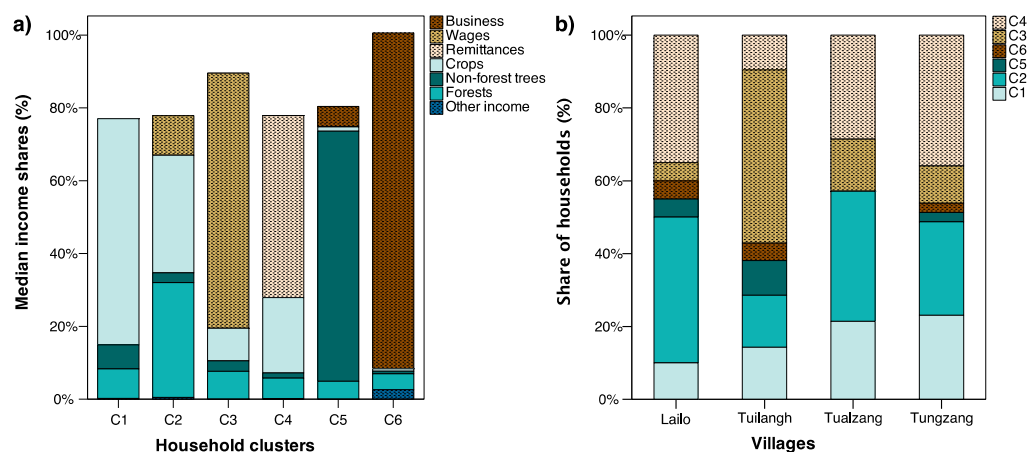 a)
Median income shares (%)
100%
80%
60%
40%
20%
0%
C1 C2 C3 C4 C5 C6
Household clusters
Business
Wages
Remittances
Crops
Non-forest trees
Forests
Other income
b)
Share of households (%)
100%
80%
60%
40%
20%
0%
Lailo Tuilangh Tualzang Tungzang
Villages
C4
C3
C6
C5
C2
C1